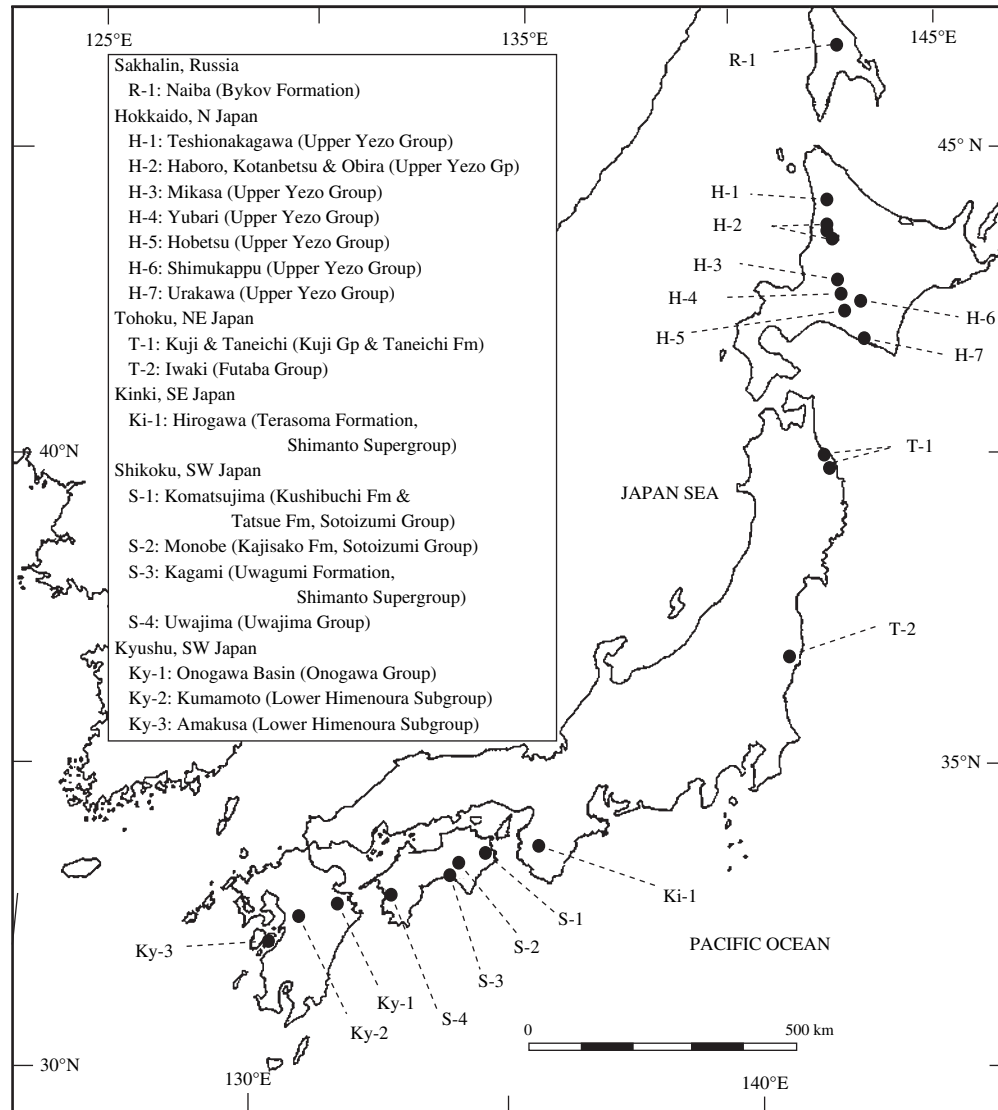 125°E
135°E
145°E
Sakhalin, Russia
R-1: Naiba (Bykov Formation)
Hokkaido, N Japan
H-1: Teshionakagawa (Upper Yezo Group)
H-2: Haboro, Kotanbetsu & Obira (Upper Yezo Gp)
H-3: Mikasa (Upper Yezo Group)
H-4: Yubari (Upper Yezo Group)
H-5: Hobetsu (Upper Yezo Group)
H-6: Shimukappu (Upper Yezo Group)
H-7: Urakawa (Upper Yezo Group)
Tohoku, NE Japan
T-1: Kuji & Taneichi (Kuji Gp & Taneichi Fm)
T-2: Iwaki (Futaba Group)
Kinki, SE Japan
Ki-1: Hirogawa (Terasoma Formation,
Shimanto Supergroup)
Shikoku, SW Japan
S-1: Komatsujima (Kushibuchi Fm &
Tatsue Fm, Sotoizumi Group)
S-2: Monobe (Kajisako Fm, Sotoizumi Group)
S-3: Kagami (Uwagumi Formation,
Shimanto Supergroup)
S-4: Uwajima (Uwajima Group)
Kyushu, SW Japan
Ky-1: Onogawa Basin (Onogawa Group)
Ky-2: Kumamoto (Lower Himenoura Subgroup)
Ky-3: Amakusa (Lower Himenoura Subgroup)
R-1
45° N
H-1
H-2
H-3
H-4
H-6
H-5
H-7
40°N
T-1
JAPAN SEA
T-2
35°N
Ki-1
S-1
PACIFIC OCEAN
Ky-3
S-2
S-3
Ky-1
S-4
Ky-2
0
500 km
30°N
130°E
140°E